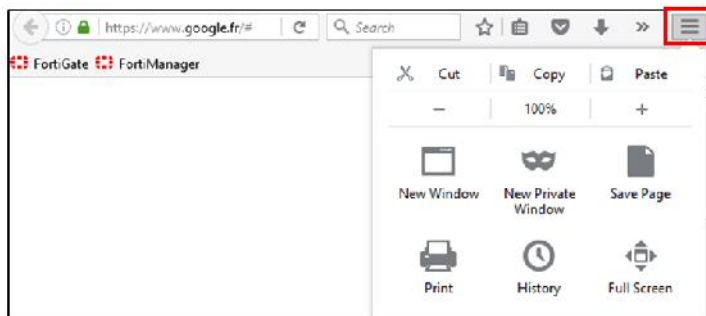 https://www.google.fr/#
Search
FortiGate FortiManager
Cut Copy Paste
− 100% +
New Window New Private Window Save Page
Print History Full Screen